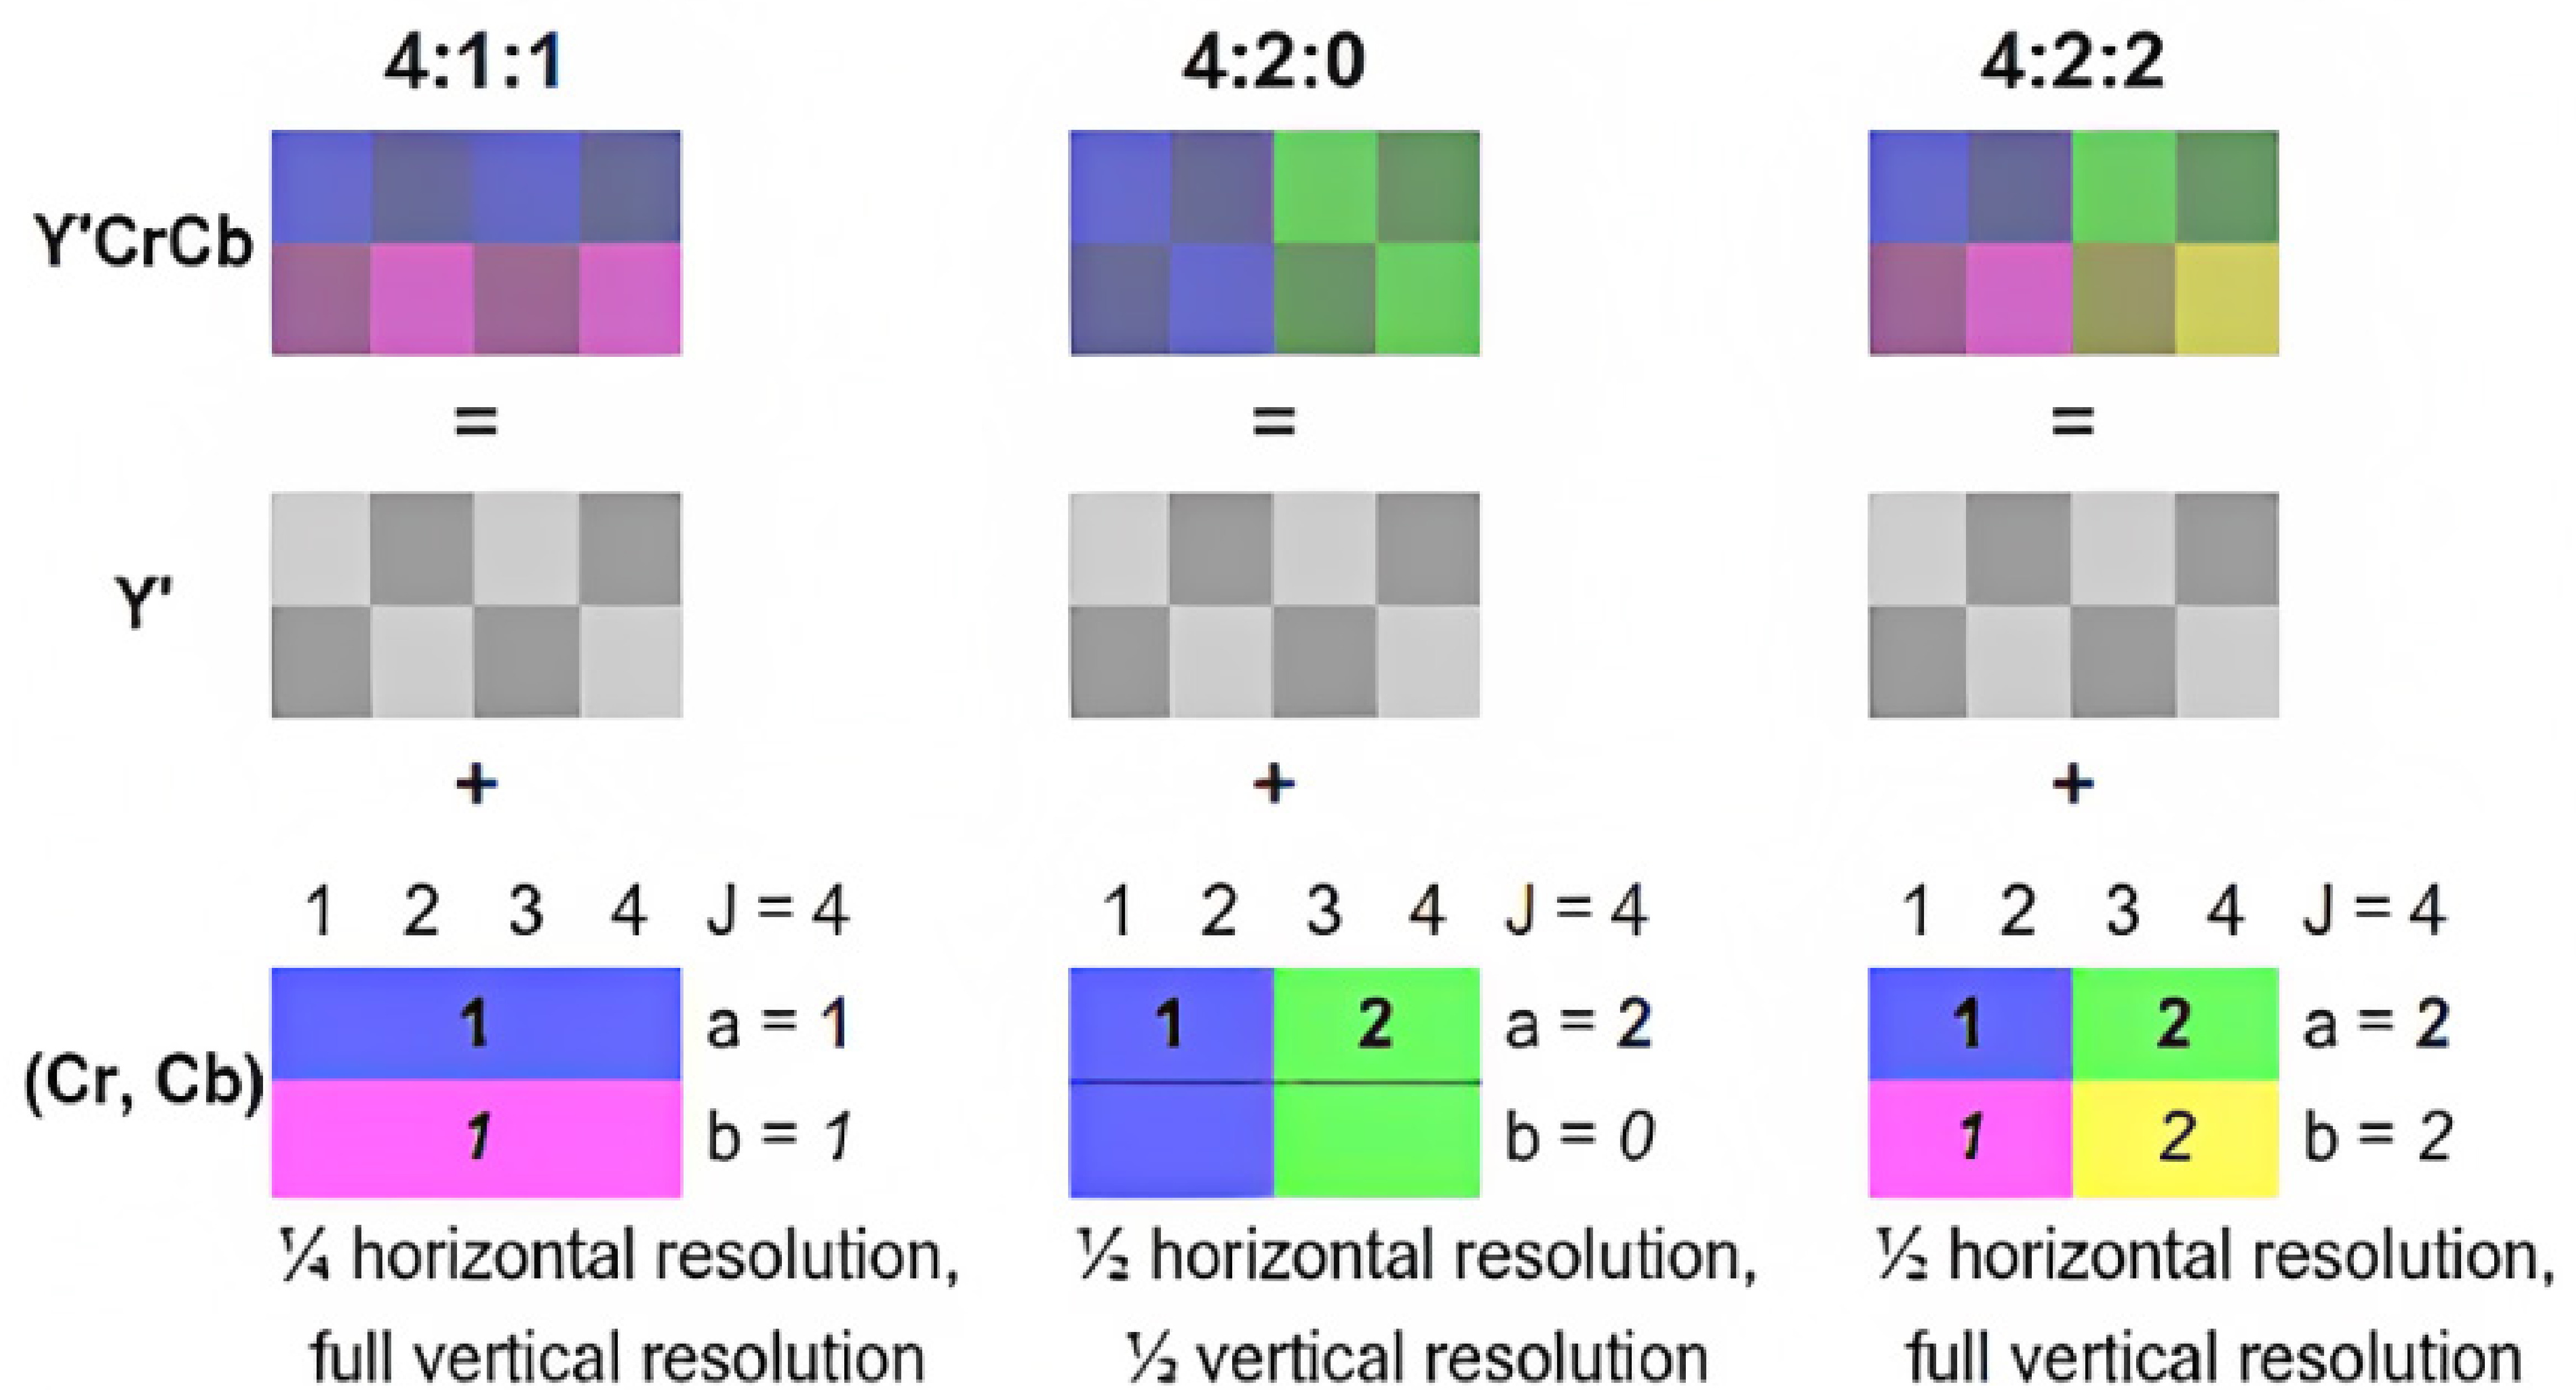 4:1:1 4:2:0 4:2:2
Y'CrCb
= = =
Y'
+ + +
1 2 3 4 J = 4 1 2 3 4 J = 4 1 2 3 4 J = 4
1 a = 1 1 2 a = 2 1 2 a = 2
(Cr, Cb)
1 b = 1 b = 0 1 2 b = 2
¼ horizontal resolution, ½ horizontal resolution, ½ horizontal resolution,
full vertical resolution ½ vertical resolution full vertical resolution